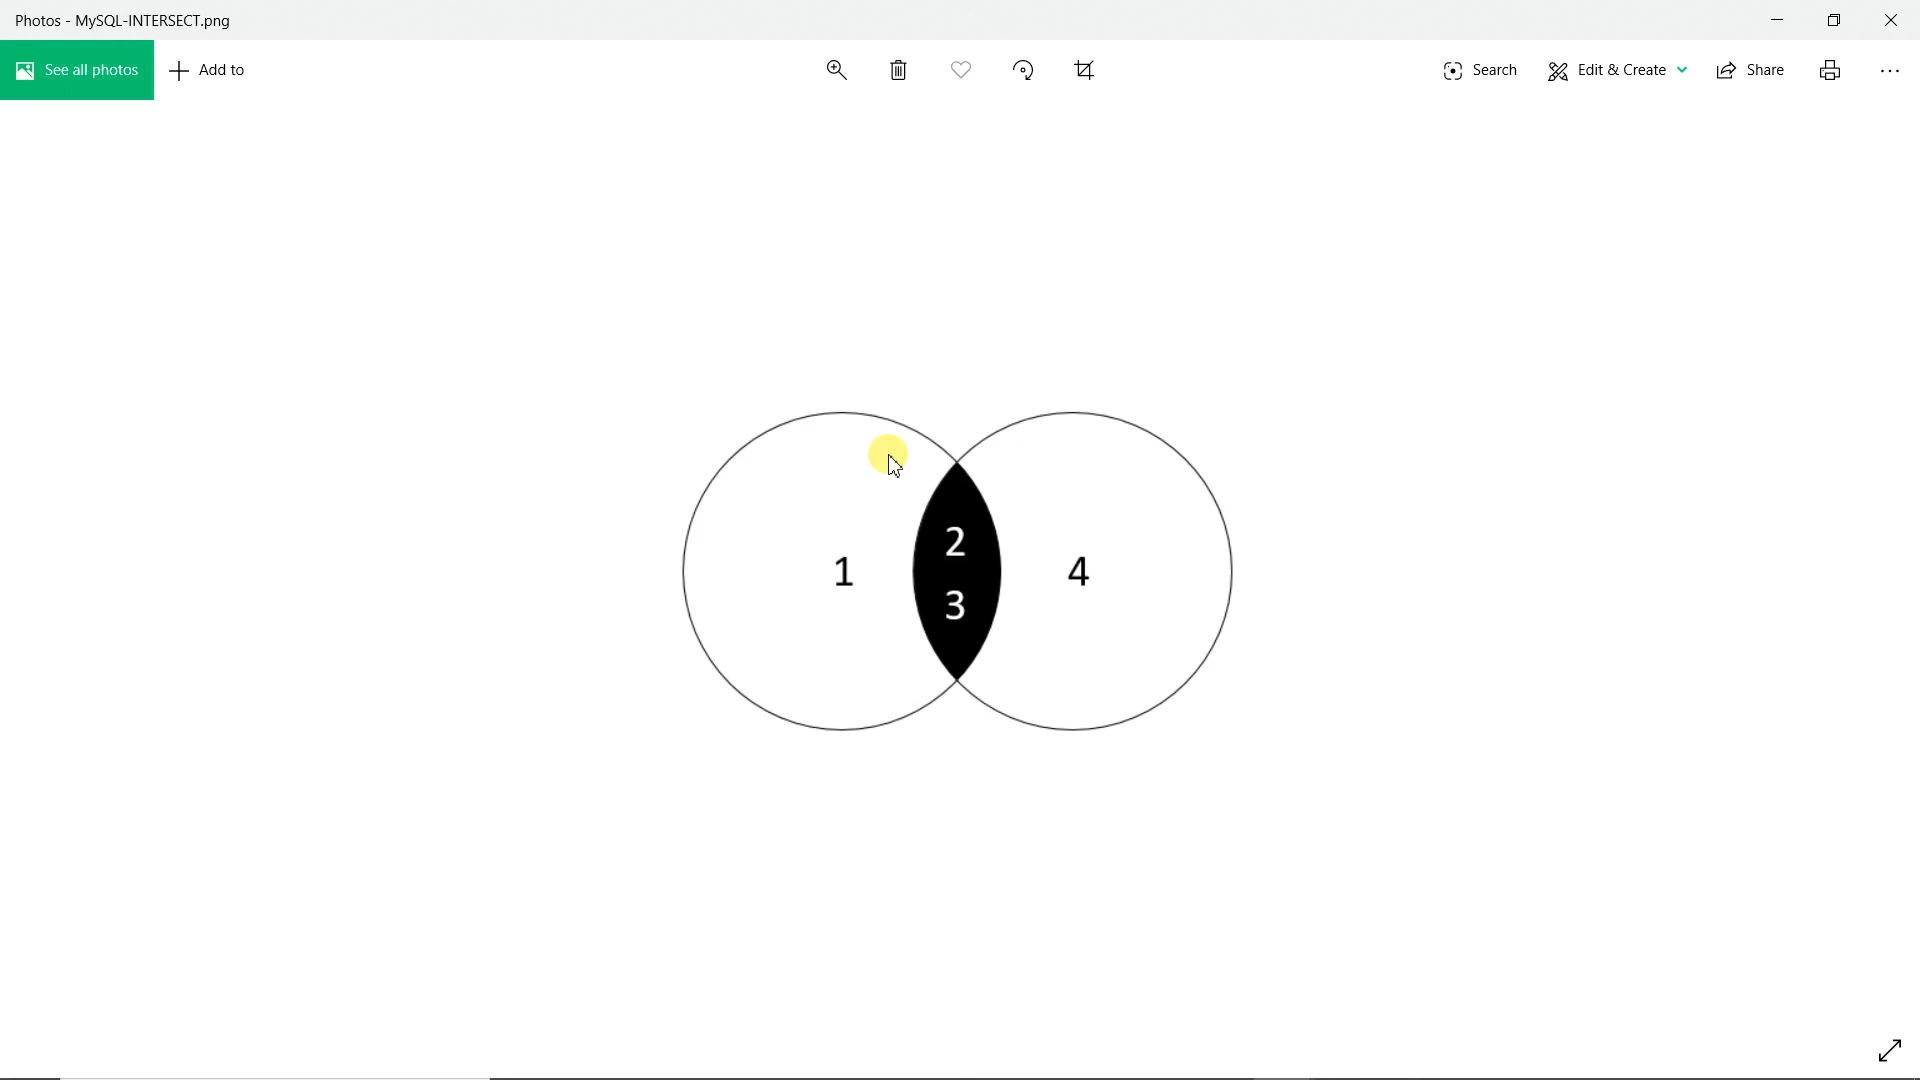 Photos - MySQL-INTERSECT.png
See all photos
Add to
Search
Edit & Create
Share
2
1
4
3